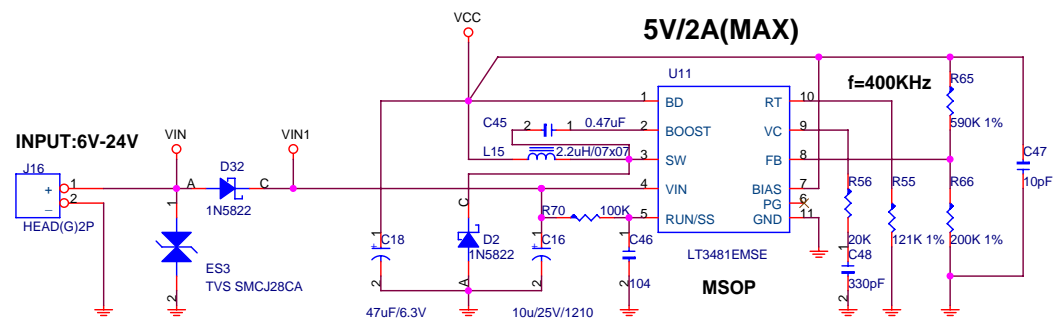 5V/2A(MAX)
VCC
U11
f=400KHz
R65
590K 1%
1 BD RT 10
C45 2 1 0.47uF
2 BOOST VC 9
L15 2.2uH/07x07
3 SW FB 8
INPUT:6V-24V
VIN
VIN1
C47
10pF
J16
D32
A C
1N5822
4 VIN BIAS 7
R56
R55
R66
PG 6
R70 100K
5 RUN/SS GND 11
+ 1
- 2
HEAD(G)2P
1
C
C18
D2
1N5822
C16
C46
LT3481EMSE
20K
121K 1%
200K 1%
C48
ES3
TVS SMCJ28CA
A
1
2
104
MSOP
330pF
47uF/6.3V
10u/25V/1210